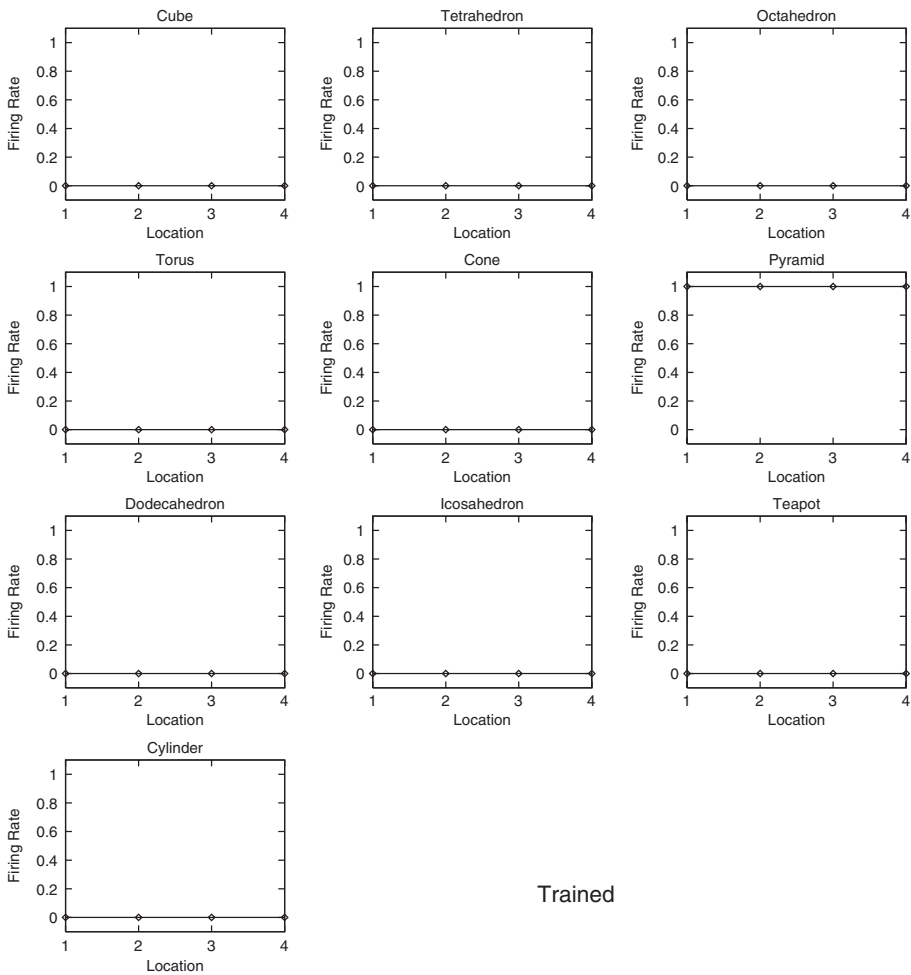 Cube
Firing Rate
1
0.8
0.6
0.4
0.2
0
1 2 3 4
Location
Tetrahedron
Firing Rate
1
0.8
0.6
0.4
0.2
0
1 2 3 4
Location
Octahedron
Firing Rate
1
0.8
0.6
0.4
0.2
0
1 2 3 4
Location
Torus
Firing Rate
1
0.8
0.6
0.4
0.2
0
1 2 3 4
Location
Cone
Firing Rate
1
0.8
0.6
0.4
0.2
0
1 2 3 4
Location
Pyramid
Firing Rate
1
0.8
0.6
0.4
0.2
0
1 2 3 4
Location
Dodecahedron
Firing Rate
1
0.8
0.6
0.4
0.2
0
1 2 3 4
Location
Icosahedron
Firing Rate
1
0.8
0.6
0.4
0.2
0
1 2 3 4
Location
Teapot
Firing Rate
1
0.8
0.6
0.4
0.2
0
1 2 3 4
Location
Cylinder
Firing Rate
1
0.8
0.6
0.4
0.2
0
1 2 3 4
Location
Trained